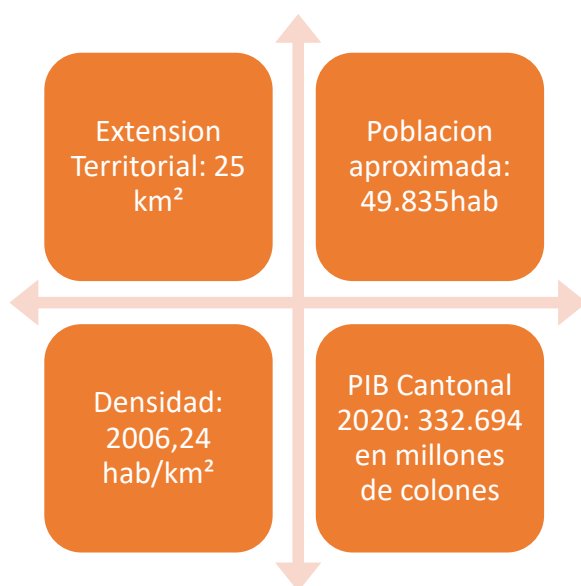 Extension
Territorial: 25
km²
Poblacion
aproximada:
49.835hab
Densidad:
2006,24
hab/km²
PIB Cantonal
2020: 332.694
en millones
de colones